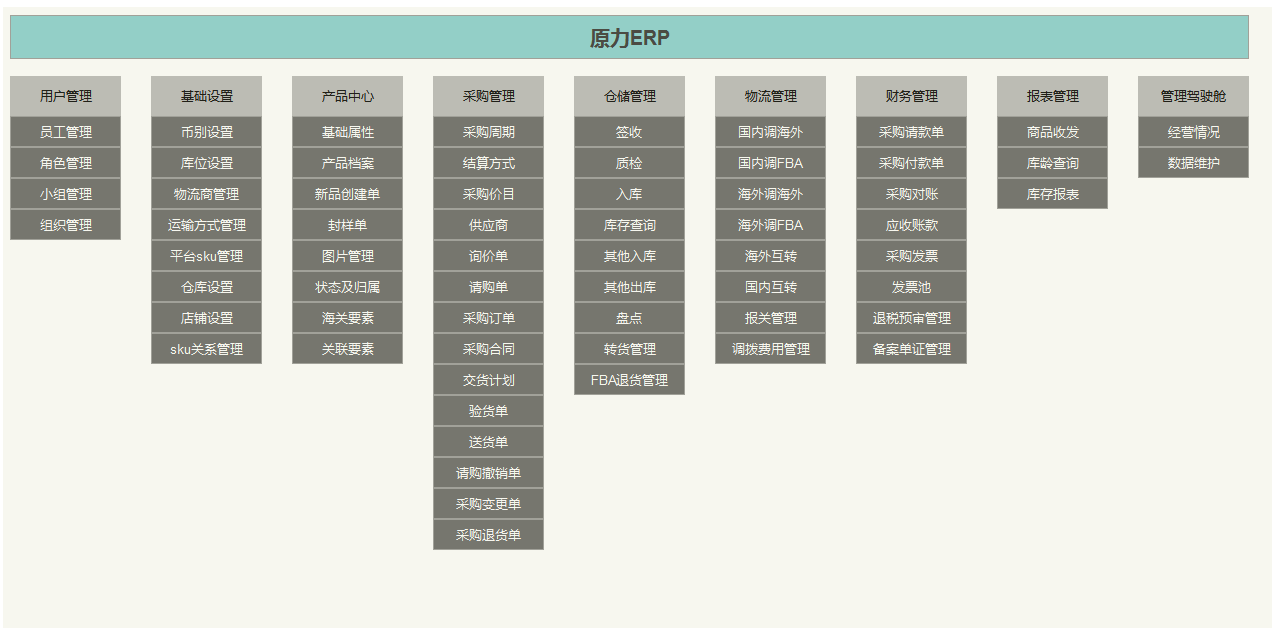 原力ERP
用户管理
员工管理
角色管理
小组管理
组织管理
基础设置
币别设置
库位设置
物流商管理
运输方式管理
平台sku管理
仓库设置
店铺设置
sku关系管理
产品中心
基础属性
产品档案
新品创建单
封样单
图片管理
状态及归属
海关要素
关联要素
采购管理
采购周期
结算方式
采购价目
供应商
询价单
请购单
采购订单
采购合同
交货计划
验货单
送货单
请购撤销单
采购变更单
采购退货单
仓储管理
签收
质检
入库
库存查询
其他入库
其他出库
盘点
转货管理
FBA退货管理
物流管理
国内调海外
国内调FBA
海外调海外
海外调FBA
海外互转
国内互转
报关管理
调拨费用管理
财务管理
采购请款单
采购付款单
采购对账
应收账款
采购发票
发票池
退税预审管理
备案单证管理
报表管理
商品收发
库龄查询
库存报表
管理驾驶舱
经营情况
数据维护